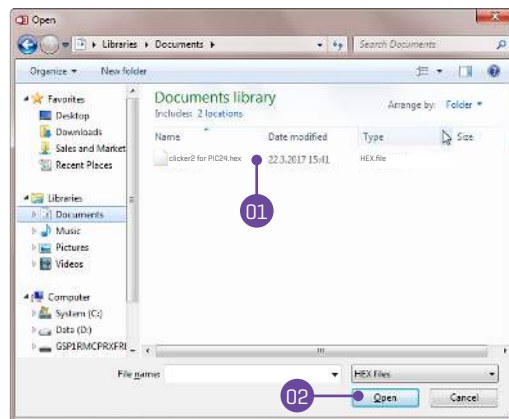 Open
Libraries Documents
Search Documents
Organize New folder
Favorites
Desktop
Downloads
Sales and Market
Recent Places
Libraries
Documents
Music
Pictures
Videos
Computer
System (C:)
Data (D:)
Documents library
Includes: 2 locations
Arrange by: Folder
Name Date modified Type Size
clicker2 for PIC24.hex 22.3.2017 15:41 HEX file
01
File name:
HEX files
02
Open Cancel